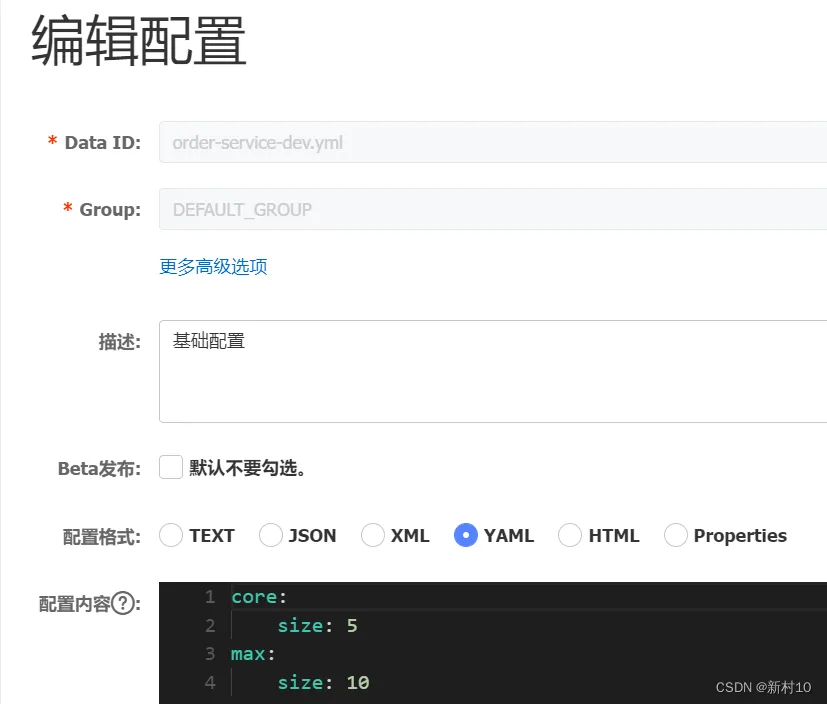 编辑配置
* Data ID: order-service-dev.yml
* Group: DEFAULT_GROUP
更多高级选项
描述: 基础配置
Beta发布: 默认不要勾选。
配置格式: TEXT JSON XML YAML HTML Properties
配置内容?: 1 core:
2 size: 5
3 max:
4 size: 10
CSDN @新村10